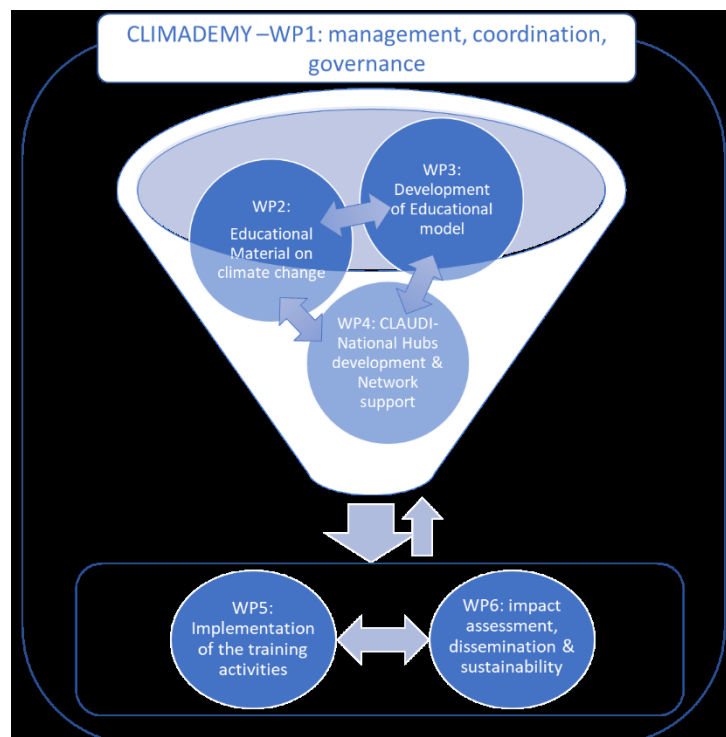 CLIMADEMY –WP1: management, coordination,
governance
WP3:
Development
of Educational
model
WP2:
Educational
Material on
climate change
WP4: CLAUDI-
National Hubs
development &
Network
support
WP5:
Implementation
of the training
activities
WP6: impact
assessment,
dissemination &
sustainability